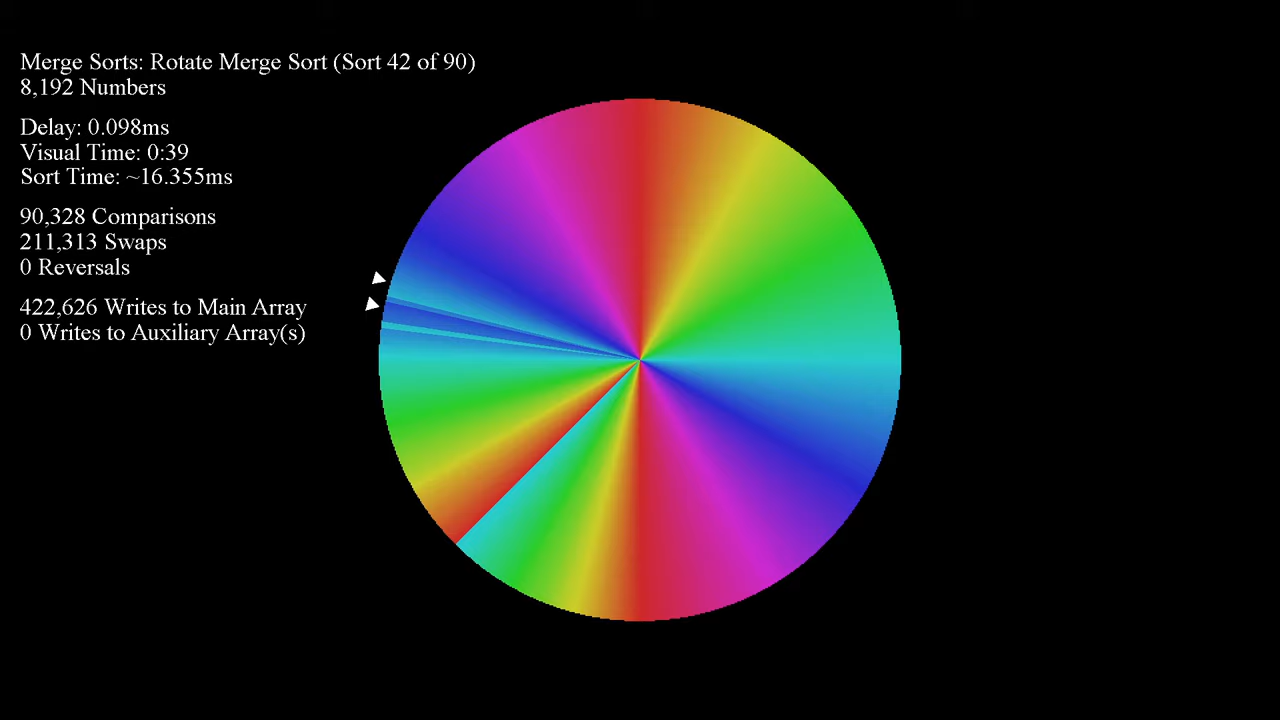 Merge Sorts: Rotate Merge Sort (Sort 42 of 90)
8,192 Numbers
Delay: 0.098ms
Visual Time: 0:39
Sort Time: ~16.355ms
90,328 Comparisons
211,313 Swaps
0 Reversals
422,626 Writes to Main Array
0 Writes to Auxiliary Array(s)